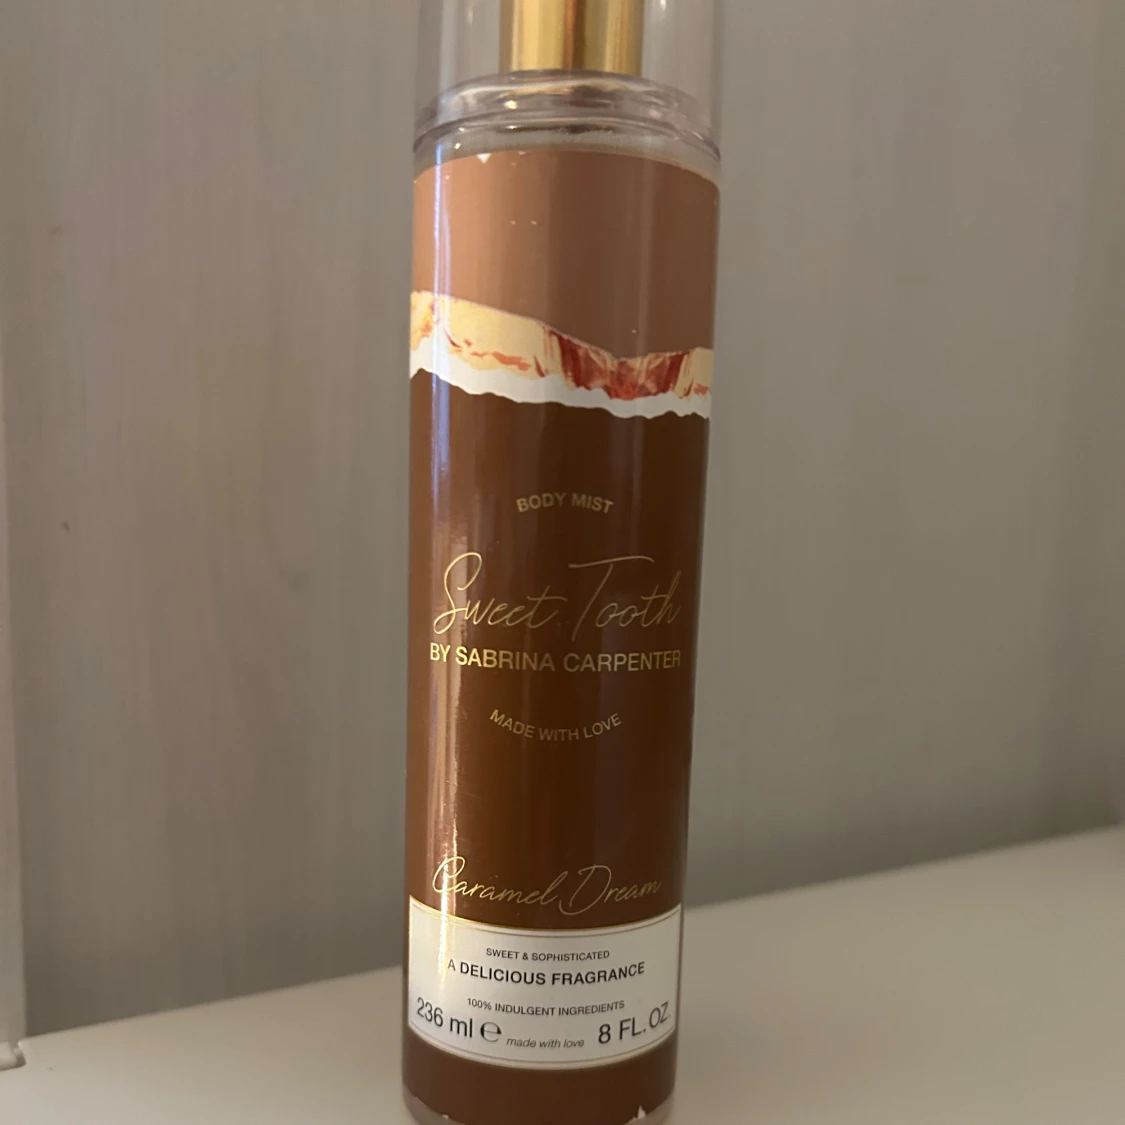 BODY MIST
Sweet Tooth
BY SABRINA CARPENTER
MADE WITH LOVE
Caramel Dream
SWEET & SOPHISTICATED
A DELICIOUS FRAGRANCE
100% INDULGENT INGREDIENTS
236 ml ℮ made with love 8 FL. OZ.